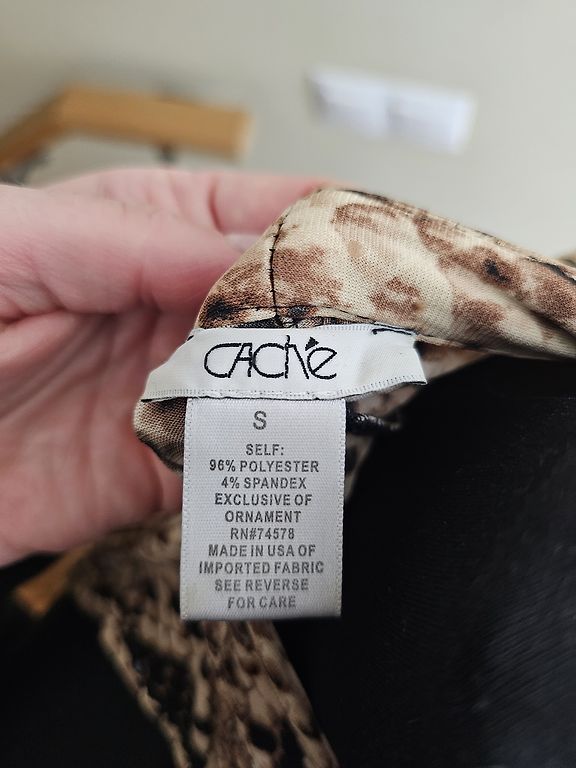 CAChé
S
SELF:
96% POLYESTER
4% SPANDEX
EXCLUSIVE OF
ORNAMENT
RN#74578
MADE IN USA OF
IMPORTED FABRIC
SEE REVERSE
FOR CARE